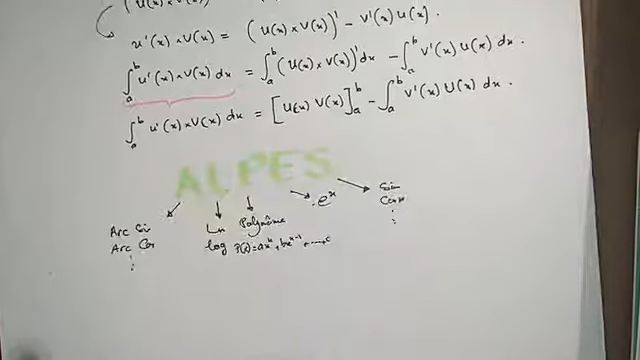 (U(x)×V(x))
u'(x)×V(x) = (U(x)×V(x))' − V'(x)U(x).
∫ₐᵇ u'(x)×V(x) dx = ∫ₐᵇ (U(x)×V(x))' dx − ∫ₐᵇ V'(x) U(x) dx.
∫ₐᵇ u'(x)×V(x) dx = [U(x) V(x)]ₐᵇ − ∫ₐᵇ V'(x) U(x) dx.
ALPES
Arc Sin
Arc Cos
Ln
log
Polynôme
P(x)=axⁿ+bxⁿ⁻¹+....+c
eˣ
Sin